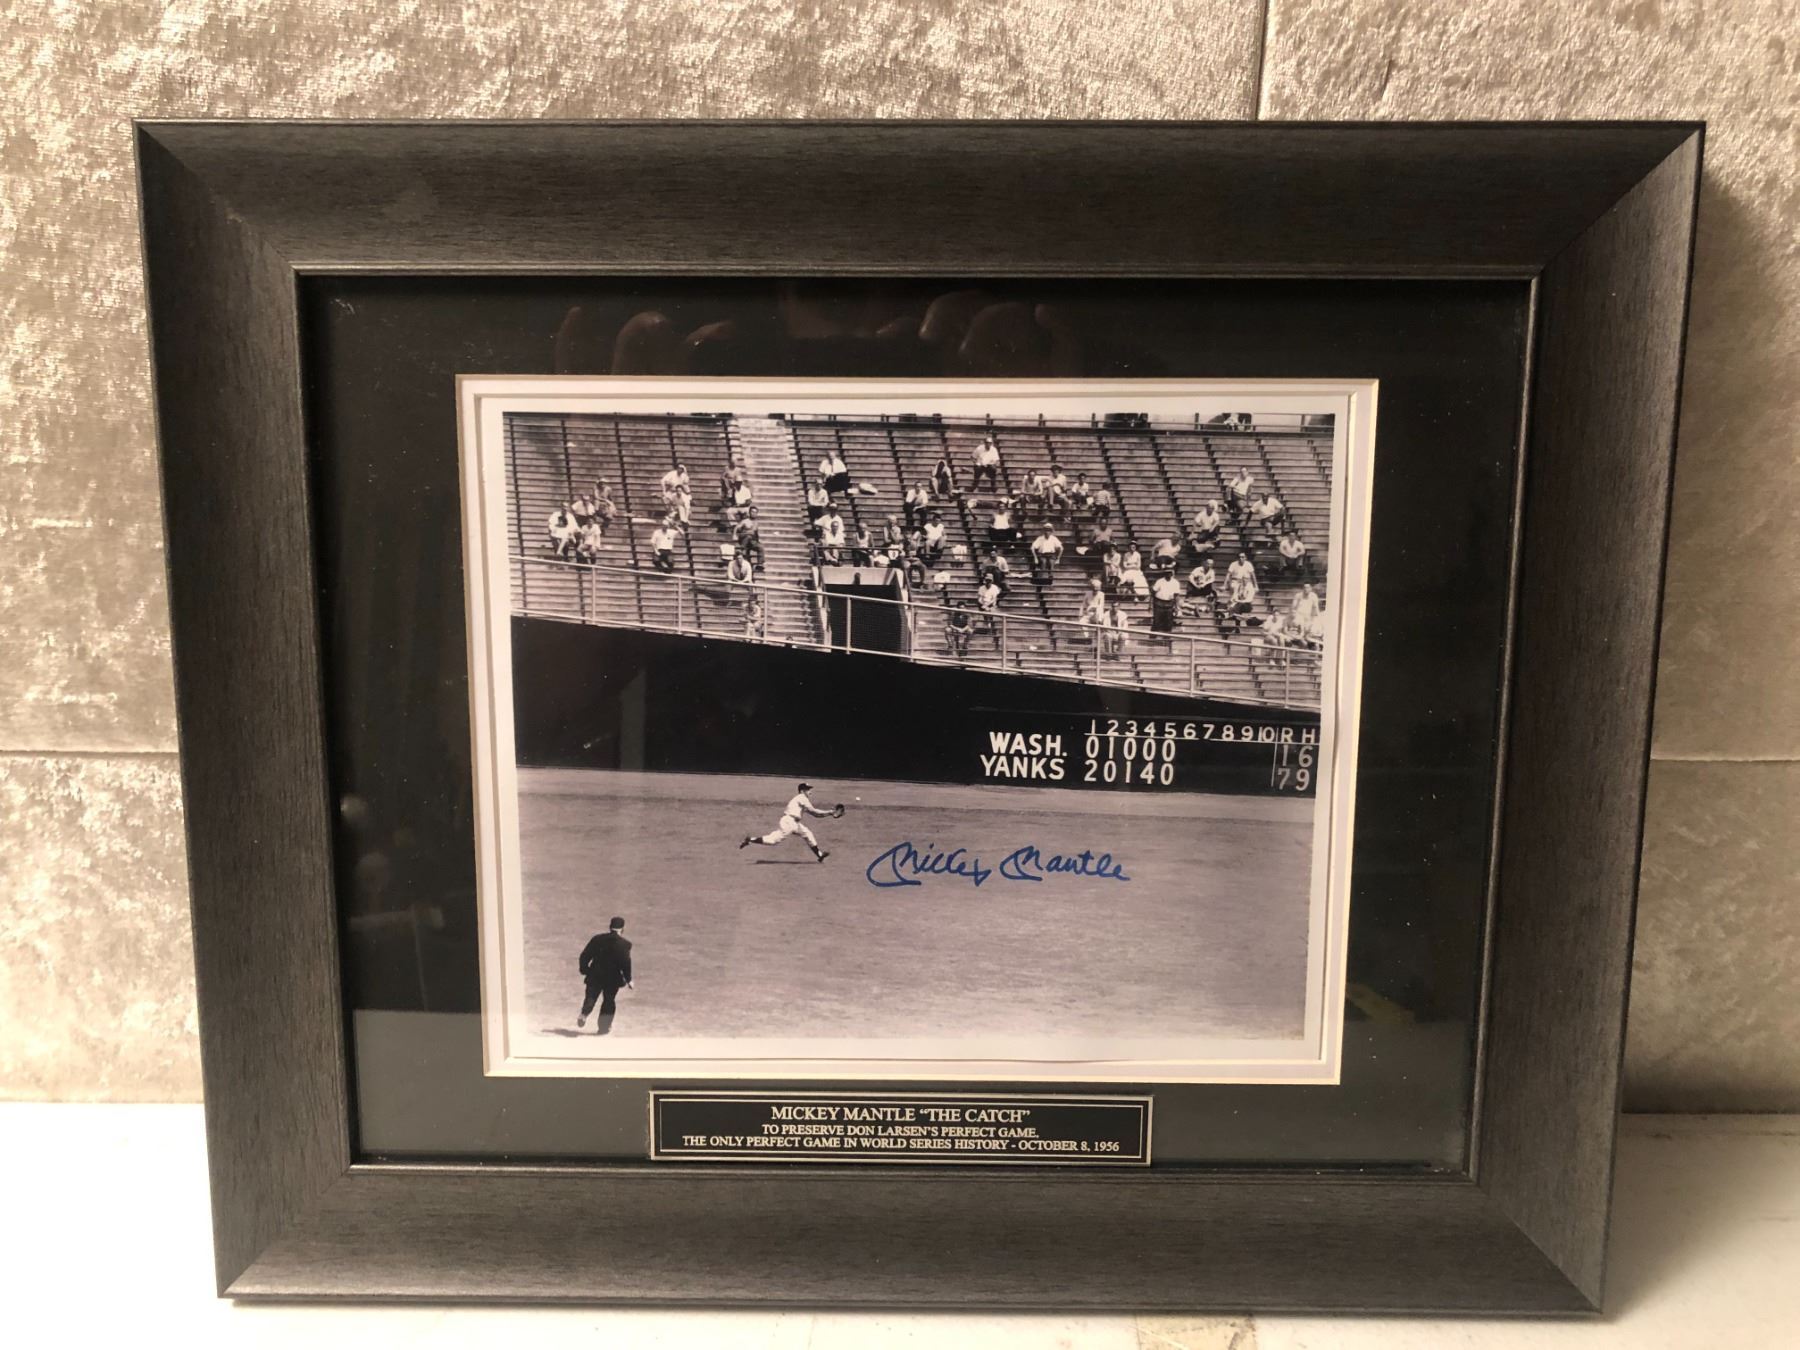 1 2 3 4 5 6 7 8 9 10 R H
WASH. 0 1 0 0 0 1 6
YANKS 2 0 1 4 0 7 9
Mickey Mantle
MICKEY MANTLE “THE CATCH”
TO PRESERVE DON LARSEN'S PERFECT GAME.
THE ONLY PERFECT GAME IN WORLD SERIES HISTORY - OCTOBER 8, 1956